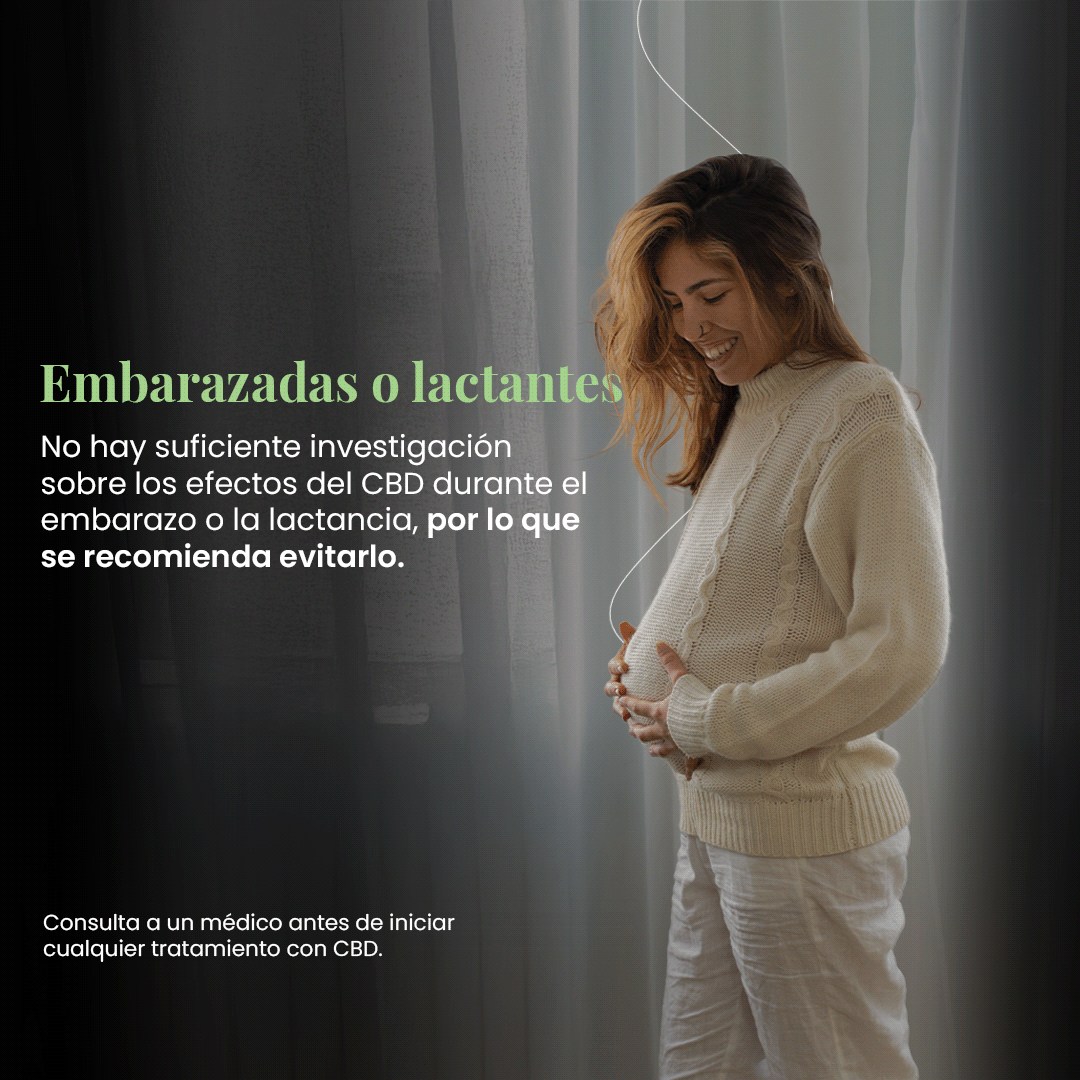 Embarazadas o lactantes
No hay suficiente investigación
sobre los efectos del CBD durante el
embarazo o la lactancia, por lo que
se recomienda evitarlo.
Consulta a un médico antes de iniciar
cualquier tratamiento con CBD.